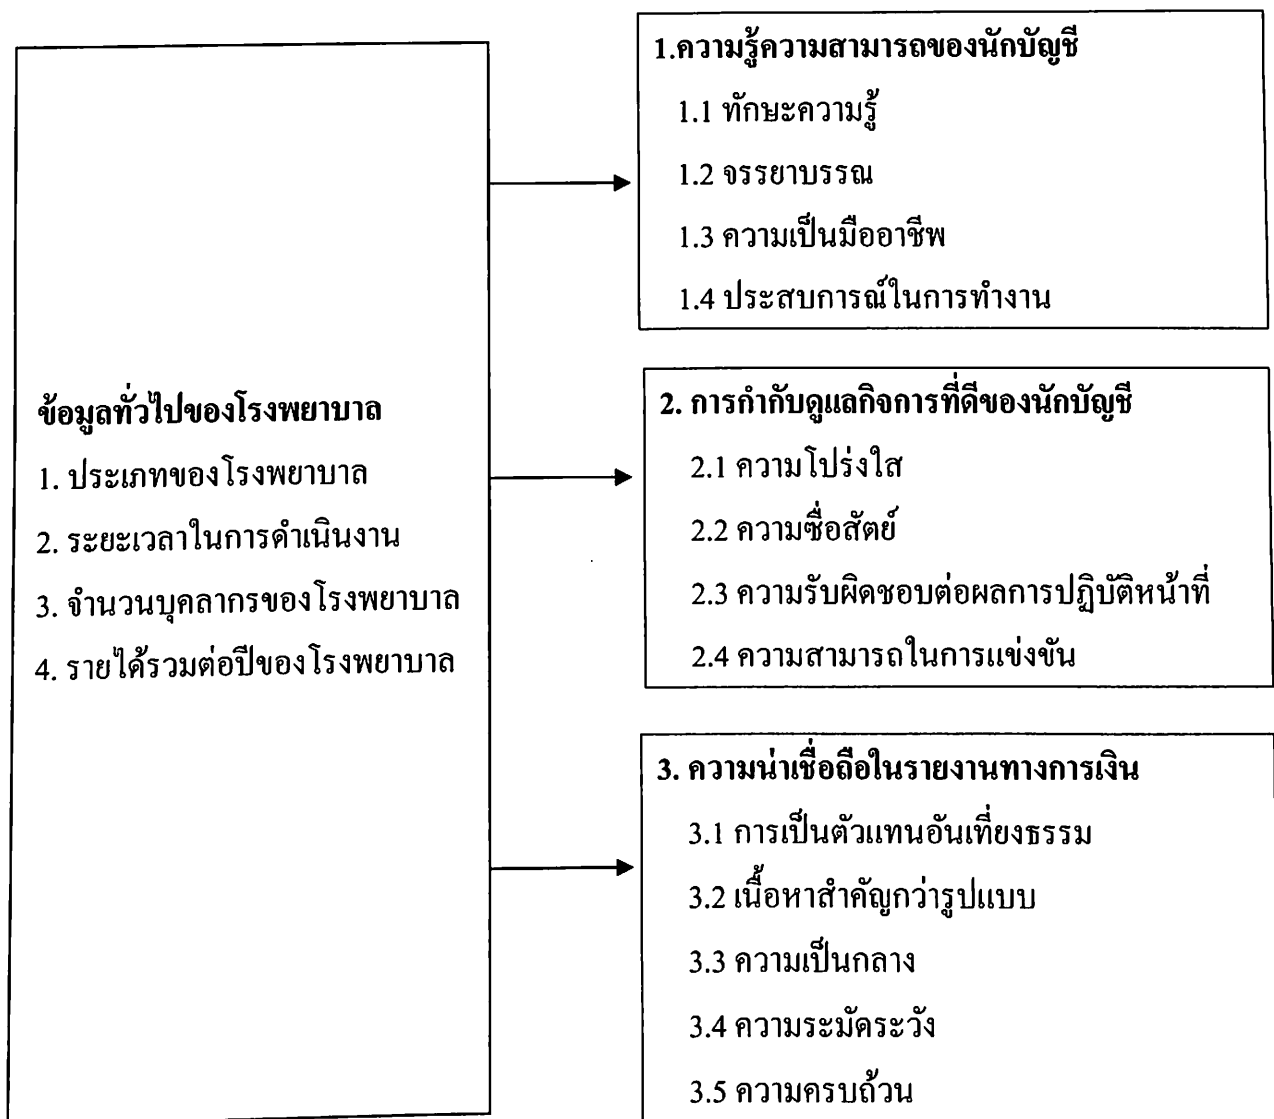 ข้อมูลทั่วไปของโรงพยาบาล
1. ประเภทของโรงพยาบาล
2. ระยะเวลาในการดำเนินงาน
3. จำนวนบุคลากรของโรงพยาบาล
4. รายได้รวมต่อปีของโรงพยาบาล
1.ความรู้ความสามารถของนักบัญชี
1.1 ทักษะความรู้
1.2 จรรยาบรรณ
1.3 ความเป็นมืออาชีพ
1.4 ประสบการณ์ในการทำงาน
2. การกำกับดูแลกิจการที่ดีของนักบัญชี
2.1 ความโปร่งใส
2.2 ความซื่อสัตย์
2.3 ความรับผิดชอบต่อผลการปฏิบัติหน้าที่
2.4 ความสามารถในการแข่งขัน
3. ความน่าเชื่อถือในรายงานทางการเงิน
3.1 การเป็นตัวแทนอันเที่ยงธรรม
3.2 เนื้อหาสำคัญกว่ารูปแบบ
3.3 ความเป็นกลาง
3.4 ความระมัดระวัง
3.5 ความครบถ้วน